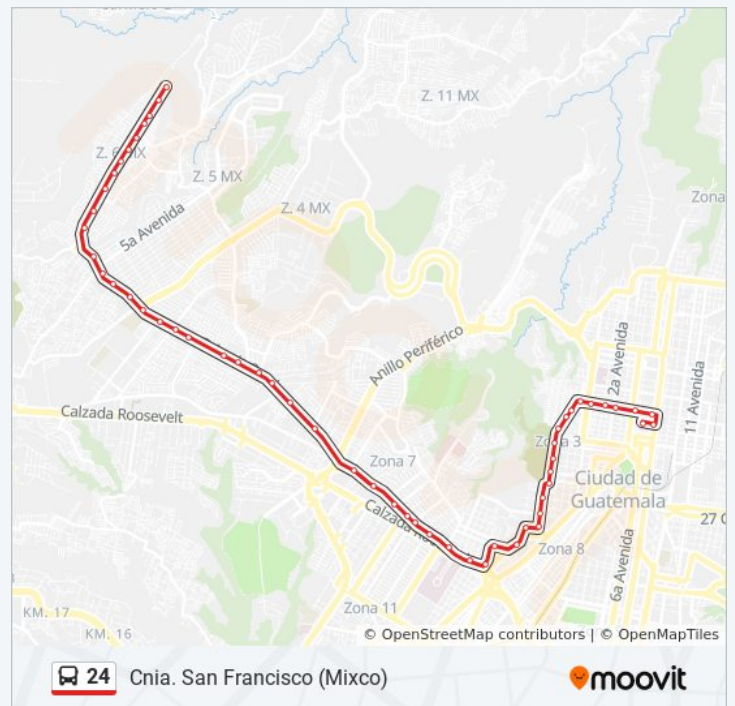 Z. 11 MX
Z. 6 MX
Z. 5 MX
Zona
Z. 4 MX
5a Avenida
2a Avenida
Anillo Periférico
11 Avenida
Calzada Roosevelt
Zona 3
Zona 7
Ciudad de
Guatemala
27 C
Zona 8
6a Avenida
Zona 11
KM. 17
KM. 16
© OpenStreetMap contributors | © OpenMapTiles
24 Cnia. San Francisco (Mixco)
moovit